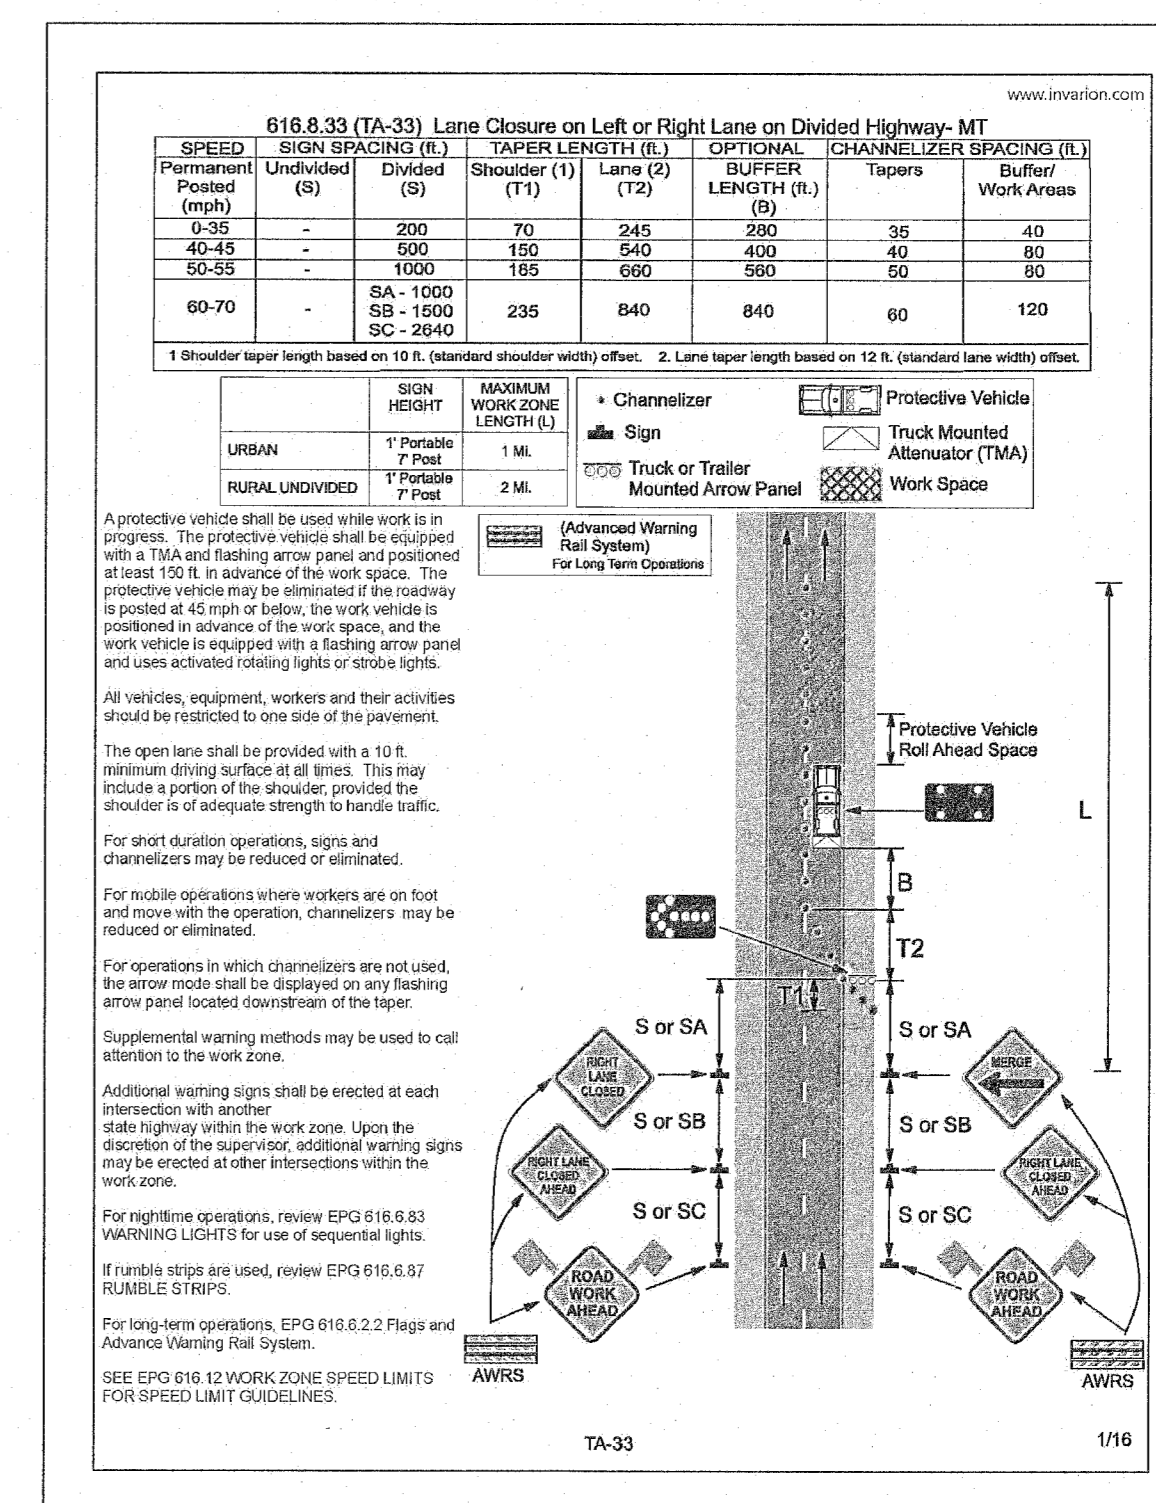 www.invarion.com
616.8.33 (TA-33) Lane Closure on Left or Right Lane on Divided Highway- MT
SPEED SIGN SPACING (ft.) TAPER LENGTH (ft.) OPTIONAL CHANNELIZER SPACING (ft.)
Permanent Posted (mph) Undivided (S) Divided (S) Shoulder (1) (T1) Lane (2) (T2) BUFFER LENGTH (ft.) (B) Tapers Buffer/ Work Areas
0-35 - 200 70 245 280 35 40
40-45 - 500 150 540 400 40 80
50-55 - 1000 185 660 560 50 80
60-70 - SA - 1000 SB - 1500 SC - 2640 235 840 840 60 120
1 Shoulder taper length based on 10 ft. (standard shoulder width) offset. 2. Lane taper length based on 12 ft. (standard lane width) offset.
SIGN HEIGHT MAXIMUM WORK ZONE LENGTH (L)
URBAN 1' Portable 7' Post 1 Mi.
RURAL UNDIVIDED 1' Portable 7' Post 2 Mi.
Channelizer
Sign
Truck or Trailer
Mounted Arrow Panel
Protective Vehicle
Truck Mounted
Attenuator (TMA)
Work Space
(Advanced Warning
Rail System)
For Long Term Operations
A protective vehicle shall be used while work is in
progress. The protective vehicle shall be equipped
with a TMA and flashing arrow panel and positioned
at least 150 ft. in advance of the work space. The
protective vehicle may be eliminated if the roadway
is posted at 45 mph or below, the work vehicle is
positioned in advance of the work space, and the
work vehicle is equipped with a flashing arrow panel
and uses activated rotating lights or strobe lights.
All vehicles, equipment, workers and their activities
should be restricted to one side of the pavement.
The open lane shall be provided with a 10 ft.
minimum driving surface at all times. This may
include a portion of the shoulder, provided the
shoulder is of adequate strength to handle traffic.
For short duration operations, signs and
channelizers may be reduced or eliminated.
For mobile operations where workers are on foot
and move with the operation, channelizers may be
reduced or eliminated.
For operations in which channelizers are not used,
the arrow mode shall be displayed on any flashing
arrow panel located downstream of the taper.
Supplemental warning methods may be used to call
attention to the work zone.
Additional warning signs shall be erected at each
intersection with another
state highway within the work zone. Upon the
discretion of the supervisor, additional warning signs
may be erected at other intersections within the
work zone.
For nighttime operations, review EPG 616.6.83
WARNING LIGHTS for use of sequential lights.
If rumble strips are used, review EPG 616.6.87
RUMBLE STRIPS.
For long-term operations, EPG 616.6.2.2 Flags and
Advance Warning Rail System.
SEE EPG 616.12 WORK ZONE SPEED LIMITS
FOR SPEED LIMIT GUIDELINES.
Protective Vehicle
Roll Ahead Space
L
B
T2
T1
S or SA
S or SA
RIGHT
LANE
CLOSED
MERGE
S or SB
S or SB
RIGHT LANE
CLOSED
AHEAD
RIGHT LANE
CLOSED
AHEAD
S or SC
S or SC
ROAD
WORK
AHEAD
ROAD
WORK
AHEAD
AWRS
AWRS
TA-33
1/16